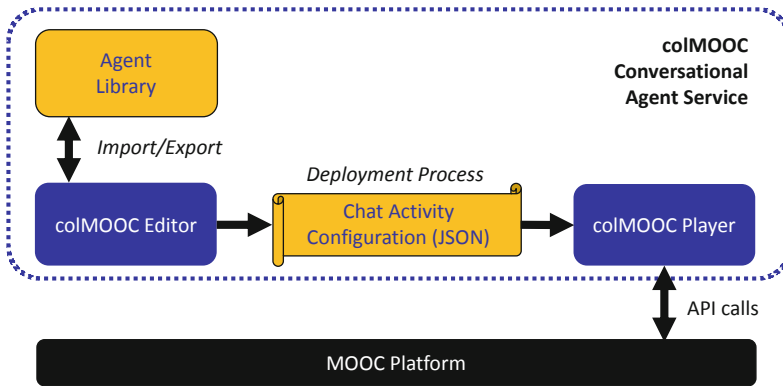 colMOOC
Conversational
Agent Service
Agent
Library
Import/Export
Deployment Process
colMOOC Editor
Chat Activity
Configuration (JSON)
colMOOC Player
API calls
MOOC Platform